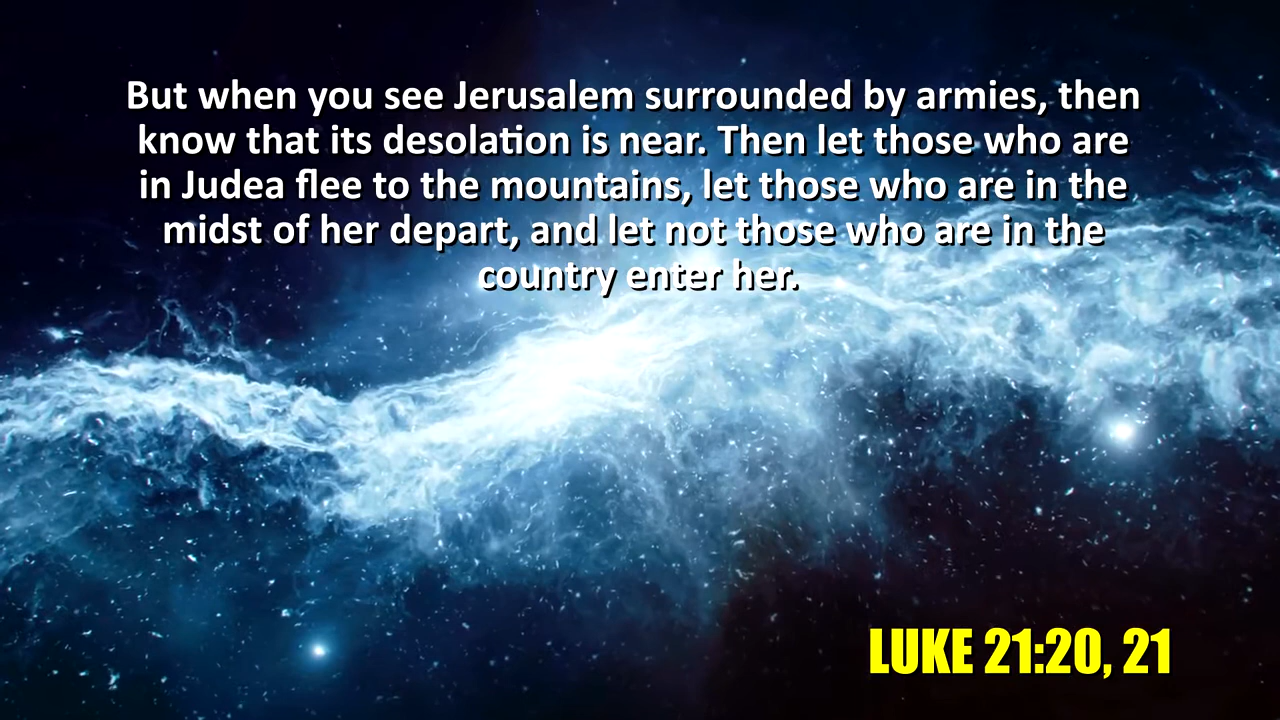 But when you see Jerusalem surrounded by armies, then
know that its desolation is near. Then let those who are
in Judea flee to the mountains, let those who are in the
midst of her depart, and let not those who are in the
country enter her.
LUKE 21:20, 21